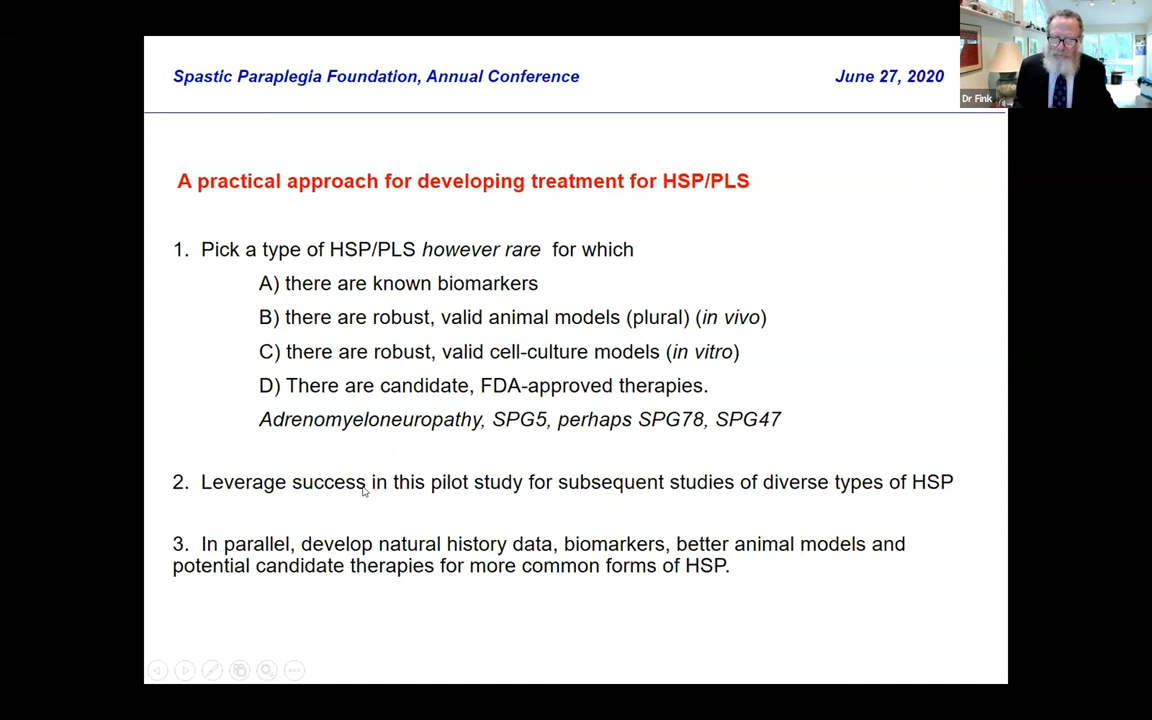 Spastic Paraplegia Foundation, Annual Conference June 27, 2020
Dr Fink
A practical approach for developing treatment for HSP/PLS
1. Pick a type of HSP/PLS however rare for which
A) there are known biomarkers
B) there are robust, valid animal models (plural) (in vivo)
C) there are robust, valid cell-culture models (in vitro)
D) There are candidate, FDA-approved therapies.
Adrenomyeloneuropathy, SPG5, perhaps SPG78, SPG47
2. Leverage success in this pilot study for subsequent studies of diverse types of HSP
3. In parallel, develop natural history data, biomarkers, better animal models and
potential candidate therapies for more common forms of HSP.